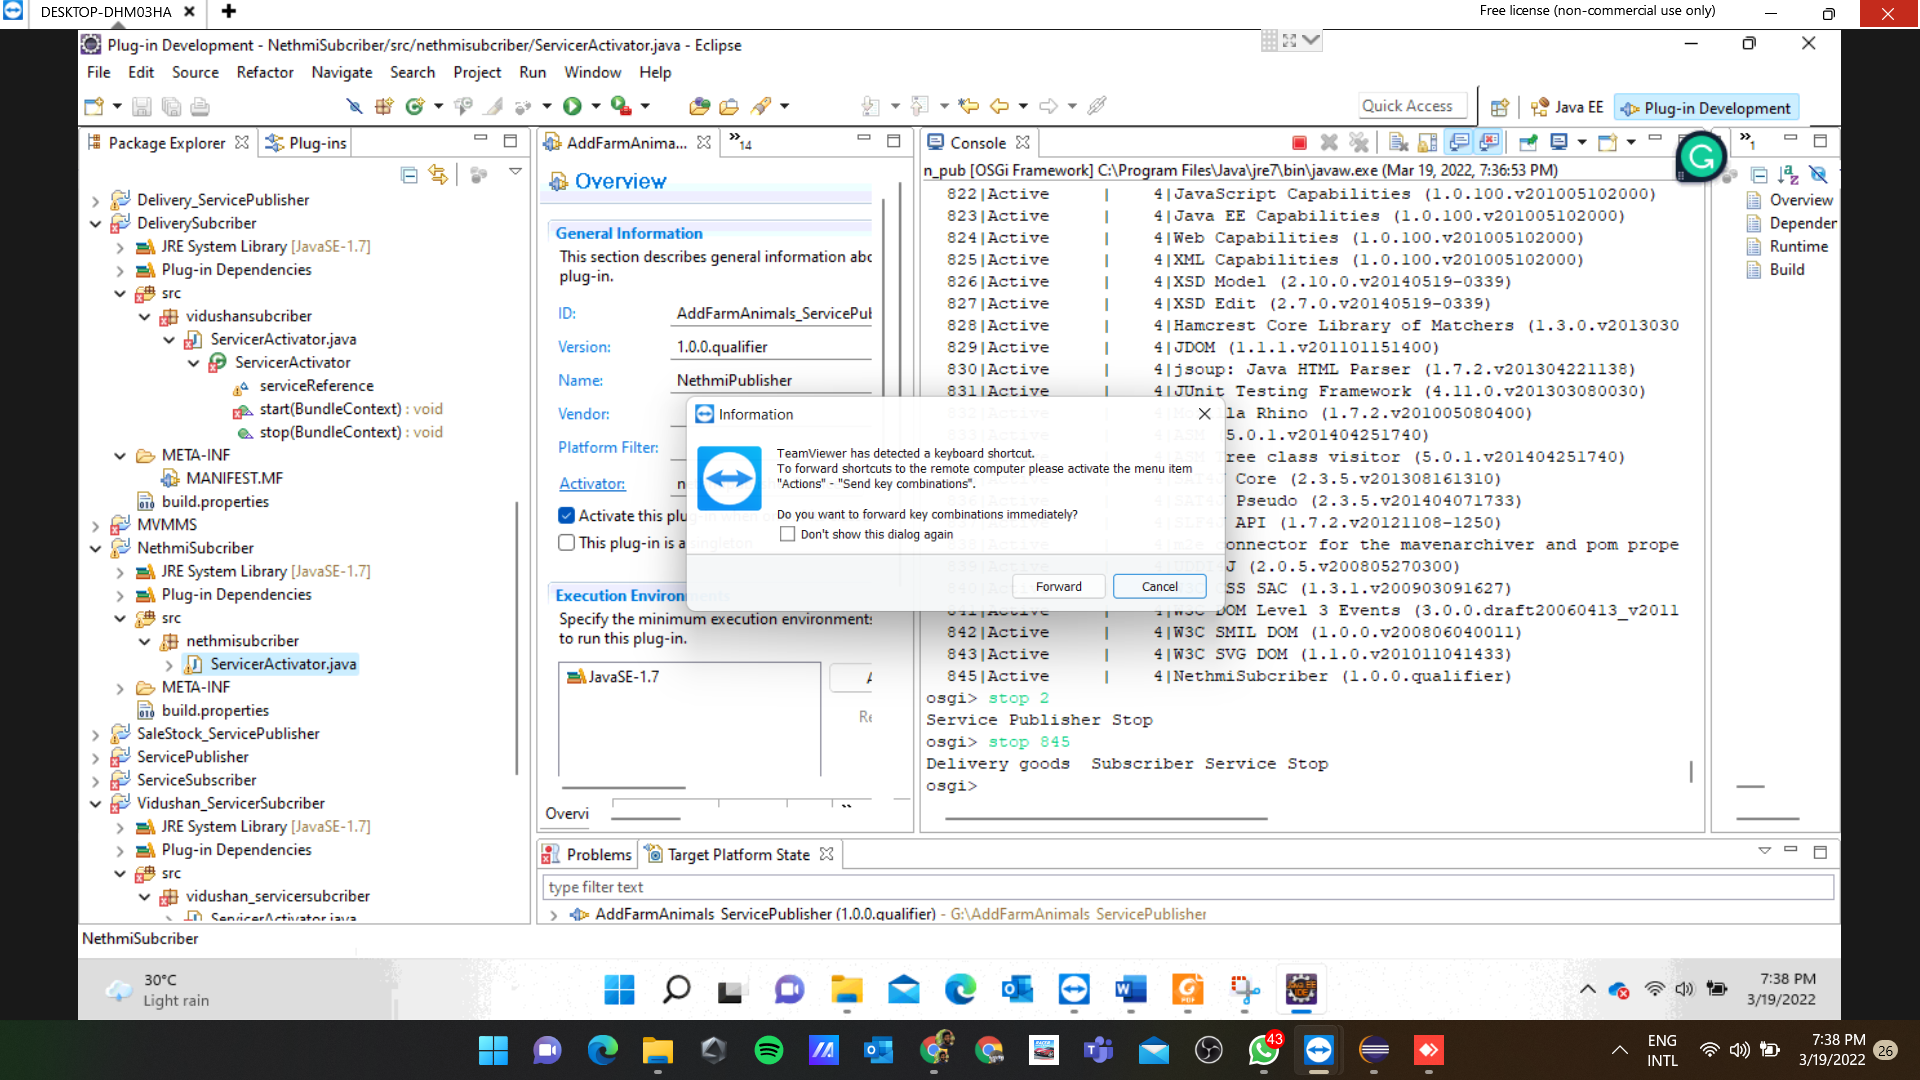 DESKTOP-DHM03HA
Free license (non-commercial use only)
Plug-in Development - NethmiSubcriber/src/nethmisubcriber/ServicerActivator.java - Eclipse
File Edit Source Refactor Navigate Search Project Run Window Help
Quick Access
Java EE
Plug-in Development
Package Explorer
Plug-ins
Delivery_ServicePublisher
DeliverySubcriber
JRE System Library [JavaSE-1.7]
Plug-in Dependencies
src
vidushansubcriber
ServicerActivator.java
ServicerActivator
serviceReference
start(BundleContext) : void
stop(BundleContext) : void
META-INF
MANIFEST.MF
build.properties
MVMMS
NethmiSubcriber
JRE System Library [JavaSE-1.7]
Plug-in Dependencies
src
nethmisubcriber
ServicerActivator.java
META-INF
build.properties
SaleStock_ServicePublisher
ServicePublisher
ServiceSubscriber
Vidushan_ServicerSubcriber
JRE System Library [JavaSE-1.7]
Plug-in Dependencies
src
vidushan_servicersubcriber
ServicerActivator.java
NethmiSubcriber
AddFarmAnima...
14
Overview
General Information
This section describes general information abc
plug-in.
ID: AddFarmAnimals_ServicePul
Version: 1.0.0.qualifier
Name: NethmiPublisher
Vendor:
Platform Filter:
Activator:
Activate this plug
This plug-in is a singleton
Execution Environ
Specify the minimum execution environments
to run this plug-in.
JavaSE-1.7
Overvi
Information
TeamViewer has detected a keyboard shortcut.
To forward shortcuts to the remote computer please activate the menu item
"Actions" - "Send key combinations".
Do you want to forward key combinations immediately?
Don't show this dialog again
Forward
Cancel
Console
1
n_pub [OSGi Framework] C:\Program Files\Java\jre7\bin\javaw.exe (Mar 19, 2022, 7:36:53 PM)
822|Active | 4|JavaScript Capabilities (1.0.100.v201005102000)
823|Active | 4|Java EE Capabilities (1.0.100.v201005102000)
824|Active | 4|Web Capabilities (1.0.100.v201005102000)
825|Active | 4|XML Capabilities (1.0.100.v201005102000)
826|Active | 4|XSD Model (2.10.0.v20140519-0339)
827|Active | 4|XSD Edit (2.7.0.v20140519-0339)
828|Active | 4|Hamcrest Core Library of Matchers (1.3.0.v2013030
829|Active | 4|JDOM (1.1.1.v201101151400)
830|Active | 4|jsoup: Java HTML Parser (1.7.2.v201304221138)
831|Active | 4|JUnit Testing Framework (4.11.0.v201303080030)
la Rhino (1.7.2.v201005080400)
5.0.1.v201404251740)
ree class visitor (5.0.1.v201404251740)
Core (2.3.5.v201308161310)
Pseudo (2.3.5.v201404071733)
API (1.7.2.v20121108-1250)
connector for the mavenarchiver and pom prope
J (2.0.5.v200805270300)
SS SAC (1.3.1.v200903091627)
841|Active | 4|W3C DOM Level 3 Events (3.0.0.draft20060413_v2011
842|Active | 4|W3C SMIL DOM (1.0.0.v200806040011)
843|Active | 4|W3C SVG DOM (1.1.0.v201011041433)
845|Active | 4|NethmiSubcriber (1.0.0.qualifier)
osgi> stop 2
Service Publisher Stop
osgi> stop 845
Delivery goods Subscriber Service Stop
osgi>
Overview
Depender
Runtime
Build
Problems
Target Platform State
type filter text
AddFarmAnimals_ServicePublisher (1.0.0.qualifier) - G:\AddFarmAnimals_ServicePublisher
30°C
Light rain
7:38 PM
3/19/2022
43
ENG
INTL
7:38 PM
3/19/2022
26